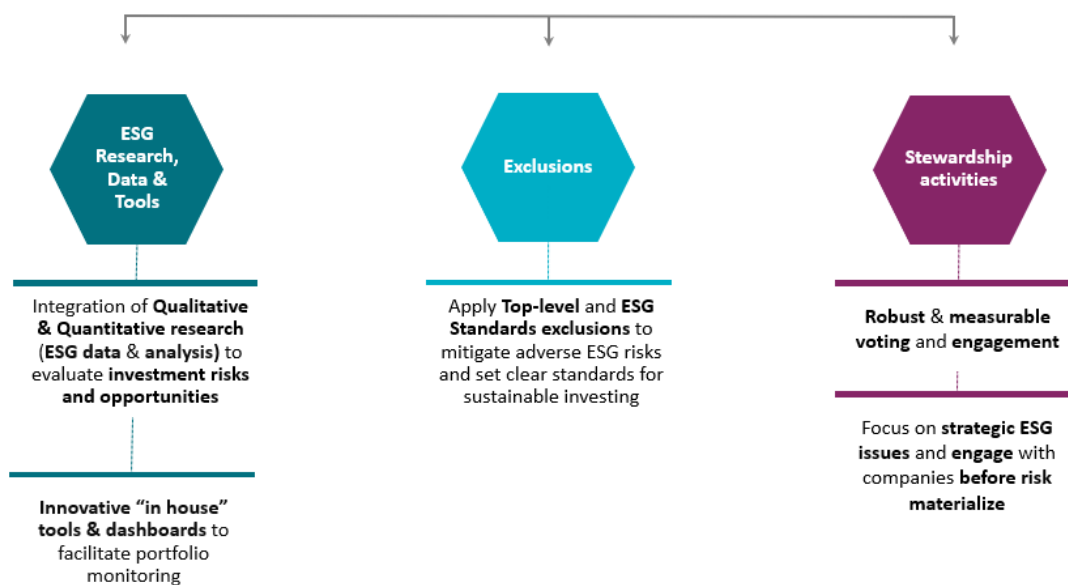 ESG
Research,
Data &
Tools
Integration of Qualitative
& Quantitative research
(ESG data & analysis) to
evaluate investment risks
and opportunities
Innovative “in house”
tools & dashboards to
facilitate portfolio
monitoring
Exclusions
Apply Top-level and ESG
Standards exclusions to
mitigate adverse ESG risks
and set clear standards for
sustainable investing
Stewardship
activities
Robust & measurable
voting and engagement
Focus on strategic ESG
issues and engage with
companies before risk
materialize